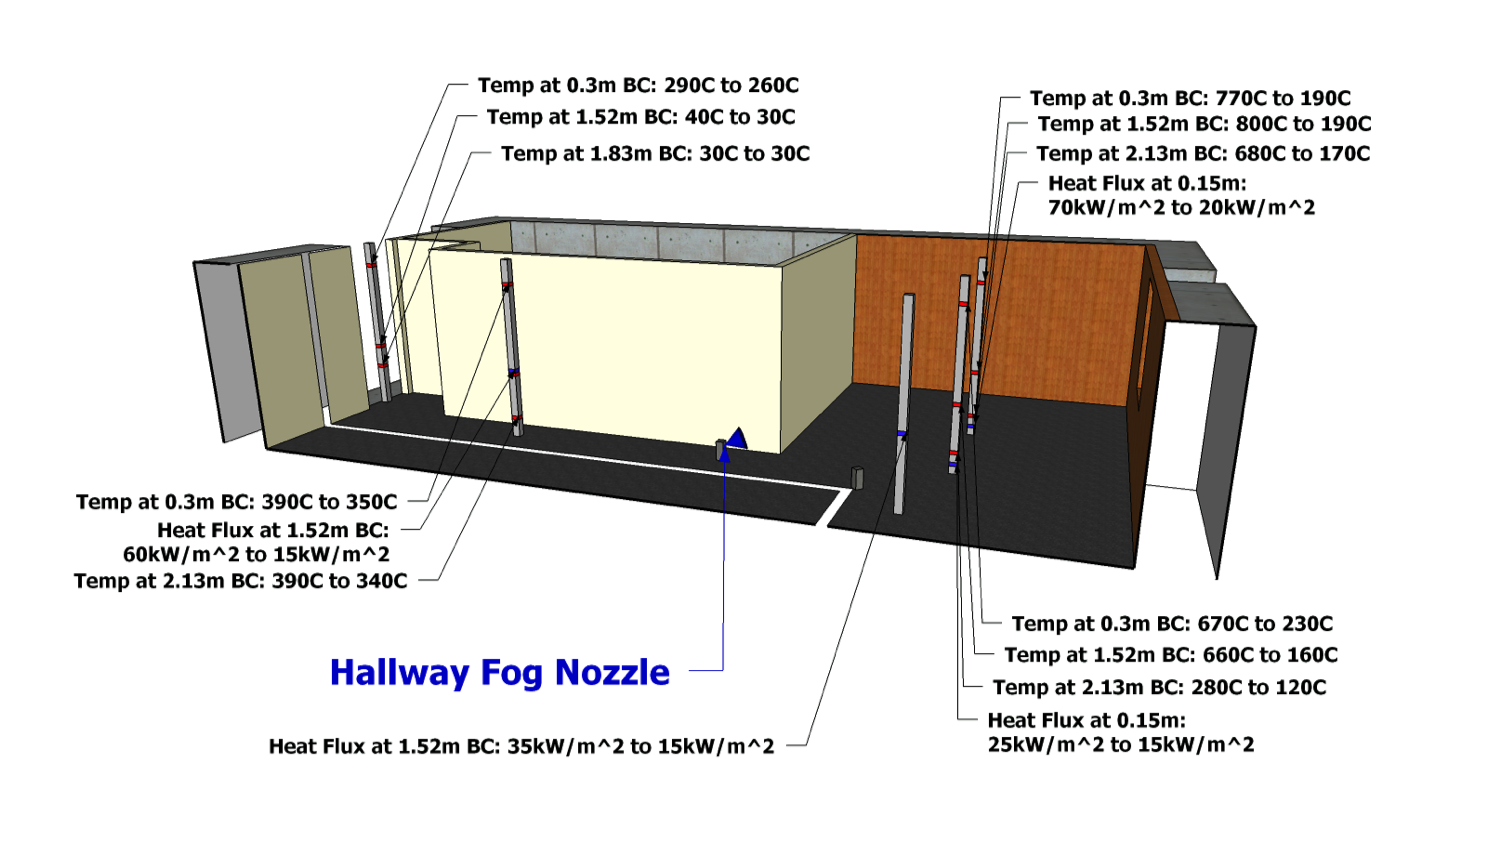 Temp at 0.3m BC: 290C to 260C
Temp at 1.52m BC: 40C to 30C
Temp at 1.83m BC: 30C to 30C
Temp at 0.3m BC: 770C to 190C
Temp at 1.52m BC: 800C to 190C
Temp at 2.13m BC: 680C to 170C
Heat Flux at 0.15m:
70kW/m^2 to 20kW/m^2
Temp at 0.3m BC: 390C to 350C
Heat Flux at 1.52m BC:
60kW/m^2 to 15kW/m^2
Temp at 2.13m BC: 390C to 340C
Hallway Fog Nozzle
Heat Flux at 1.52m BC: 35kW/m^2 to 15kW/m^2
Temp at 0.3m BC: 670C to 230C
Temp at 1.52m BC: 660C to 160C
Temp at 2.13m BC: 280C to 120C
Heat Flux at 0.15m:
25kW/m^2 to 15kW/m^2